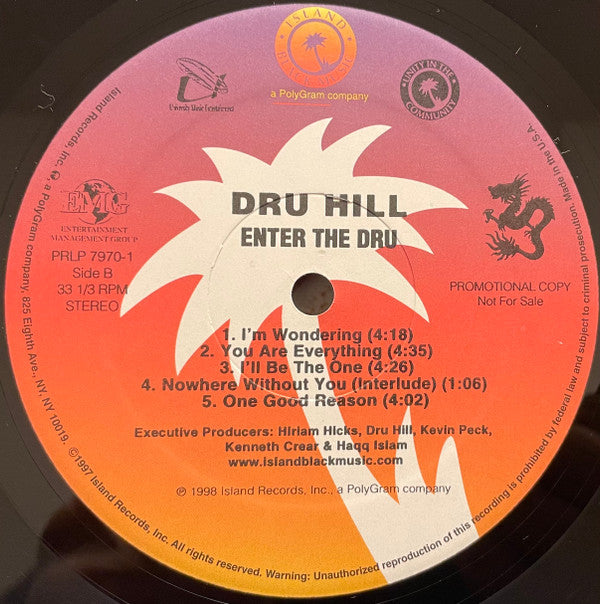 ISLAND
BLACK MUSIC
a PolyGram company
UNITY IN THE
COMMUNITY
EMG
ENTERTAINMENT
MANAGEMENT GROUP
DRU HILL
ENTER THE DRU
PRLP 7970-1
Side B
33 1/3 RPM
STEREO
PROMOTIONAL COPY
Not For Sale
1. I'm Wondering (4:18)
2. You Are Everything (4:35)
3. I'll Be The One (4:26)
4. Nowhere Without You (Interlude) (1:06)
5. One Good Reason (4:02)
Executive Producers: Hiriam Hicks, Dru Hill, Kevin Peck,
Kenneth Crear & Haqq Islam
www.islandblackmusic.com
℗ 1998 Island Records, Inc., a PolyGram company
Island Records, Inc. a PolyGram company, 825 Eighth Ave., NY, NY 10019.
©1997 Island Records, Inc. All rights reserved. Warning: Unauthorized reproduction of this recording is prohibited by federal law and subject to criminal prosecution. Made in the U.S.A.